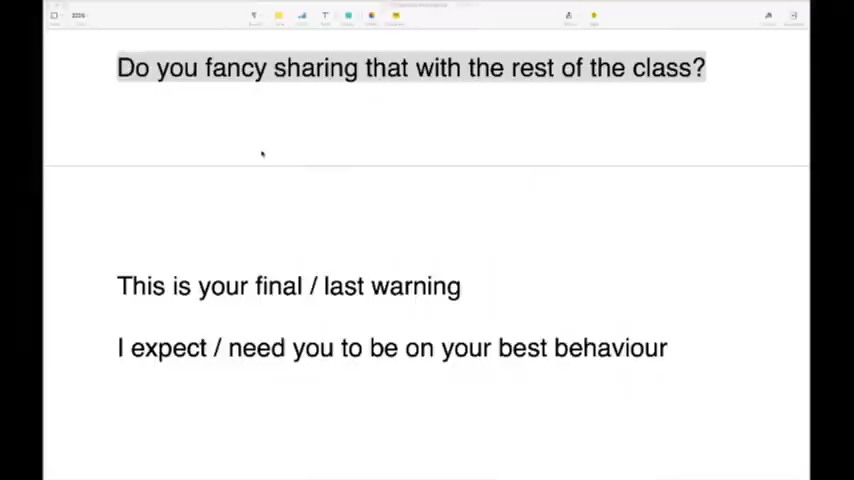 Do you fancy sharing that with the rest of the class?
This is your final / last warning
I expect / need you to be on your best behaviour